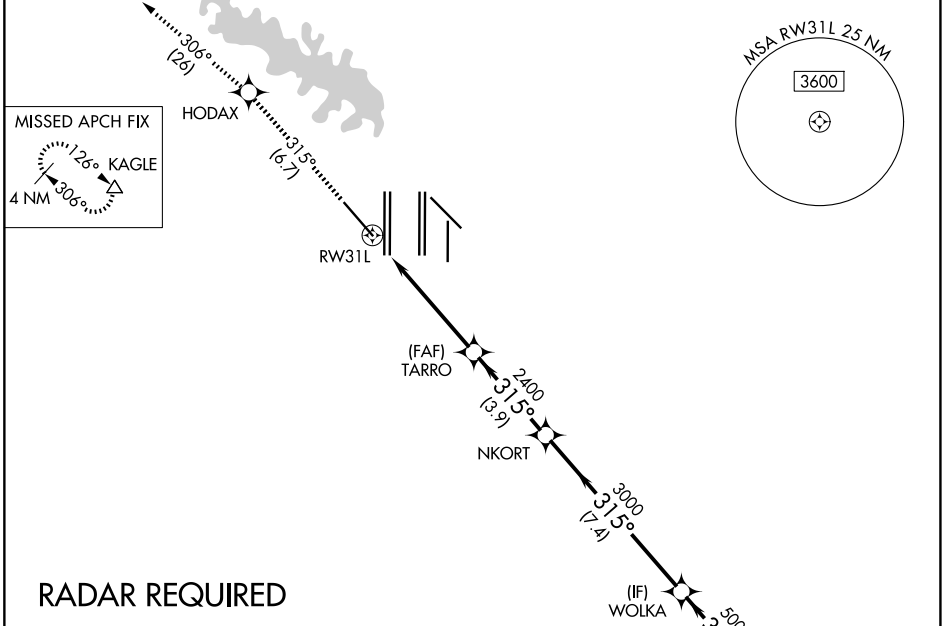 306°
(26)
HODAX
315°
(6.7)
MSA RW31L 25 NM
3600
MISSED APCH FIX
126°
KAGLE
4 NM
306°
RW31L
(FAF)
TARRO
2400
315°
(3.9)
NKORT
3000
315°
(7.4)
RADAR REQUIRED
(IF)
WOLKA